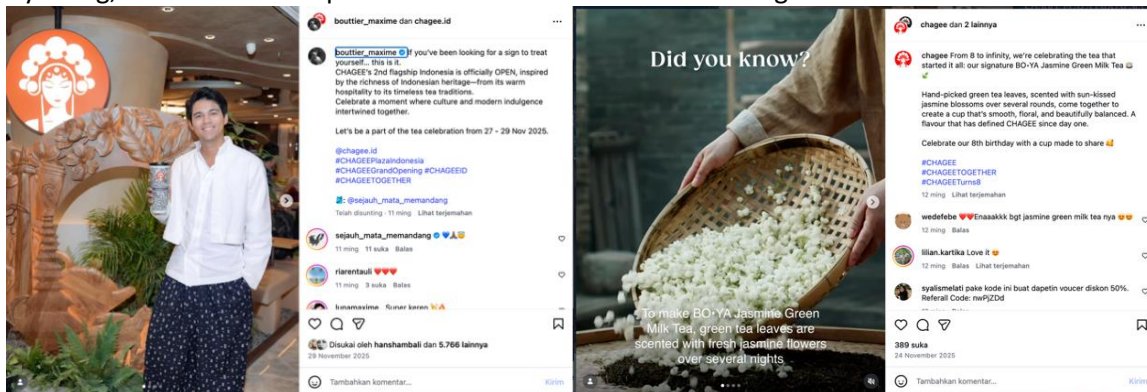 bouttier_maxime dan chagee.id
bouttier_maxime If you've been looking for a sign to treat
yourself... this is it.
CHAGEE's 2nd flagship Indonesia is officially OPEN, inspired
by the richness of Indonesian heritage—from its warm
hospitality to its timeless tea traditions.
Celebrate a moment where culture and modern indulgence
intertwined together.
Let's be a part of the tea celebration from 27 - 29 Nov 2025.
@chagee.id
#CHAGEEPlazaIndonesia
#CHAGEEGrandOpening #CHAGEEID
#CHAGEETOGETHER
: @sejauh_mata_memandang
Telah disunting · 11 ming Lihat terjemahan
sejauh_mata_memandang
11 ming 11 suka Balas
riarentauli
11 ming 3 suka Balas
lunamaxime Super keren
Disukai oleh hanshambali dan 5.766 lainnya
29 November 2025
Tambahkan komentar...
Kirim
Did you know?
To make BO·YA Jasmine Green
Milk Tea, green tea leaves are
scented with fresh jasmine flowers
over several nights
chagee dan 2 lainnya
chagee From 8 to infinity, we're celebrating the tea that
started it all: our signature BO·YA Jasmine Green Milk Tea
Hand-picked green tea leaves, scented with sun-kissed
jasmine blossoms over several rounds, come together to
create a cup that's smooth, floral, and beautifully balanced. A
flavour that has defined CHAGEE since day one.
Celebrate our 8th birthday with a cup made to share
#CHAGEE
#CHAGEETOGETHER
#CHAGEETurns8
12 ming Lihat terjemahan
wedefebe Enaaakkk bgt jasmine green milk tea nya
12 ming Balas
lilian.kartika Love it
12 ming Balas Lihat terjemahan
syalismelati pake kode ini buat dapetin voucer diskon 50%.
Referall Code: nwPjZDd
389 suka
24 November 2025
Tambahkan komentar...
Kirim